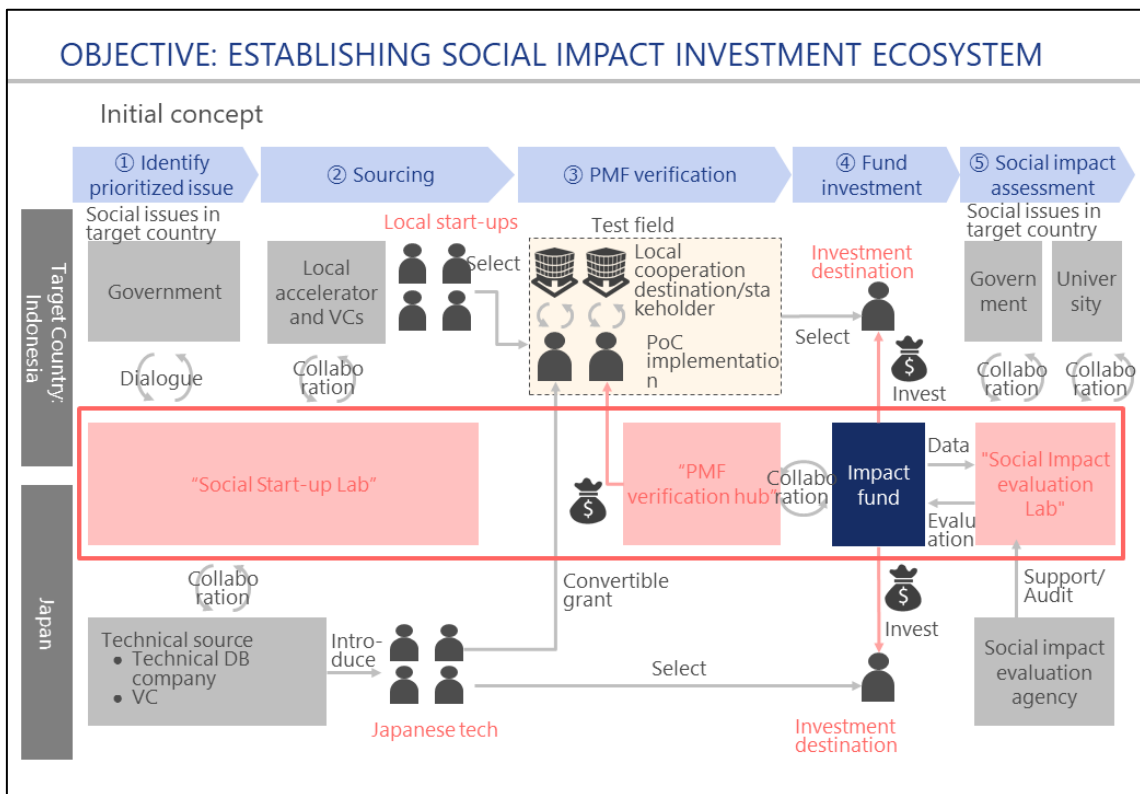 OBJECTIVE: ESTABLISHING SOCIAL IMPACT INVESTMENT ECOSYSTEM
Initial concept
① Identify
prioritized issue
② Sourcing
③ PMF verification
④ Fund
investment
⑤ Social impact
assessment
Target Country:
Indonesia
Social issues in
target country
Government
Dialogue
Local
accelerator
and VCs
Collabo
ration
Local start-ups
Select
Test field
Local
cooperation
destination/sta
keholder
PoC
implementatio
n
Investment
destination
Select
$
Invest
Social issues in
target country
Govern
ment
Univer
sity
Collabo
ration
Collabo
ration
"Social Start-up Lab"
$
"PMF
verification hub"
Collabo
ration
Impact
fund
Data
Evalu
ation
"Social Impact
evaluation
Lab"
Japan
Collabo
ration
Technical source
• Technical DB
company
• VC
Intro-
duce
Japanese tech
Convertible
grant
Select
$
Invest
Investment
destination
Support/
Audit
Social impact
evaluation
agency